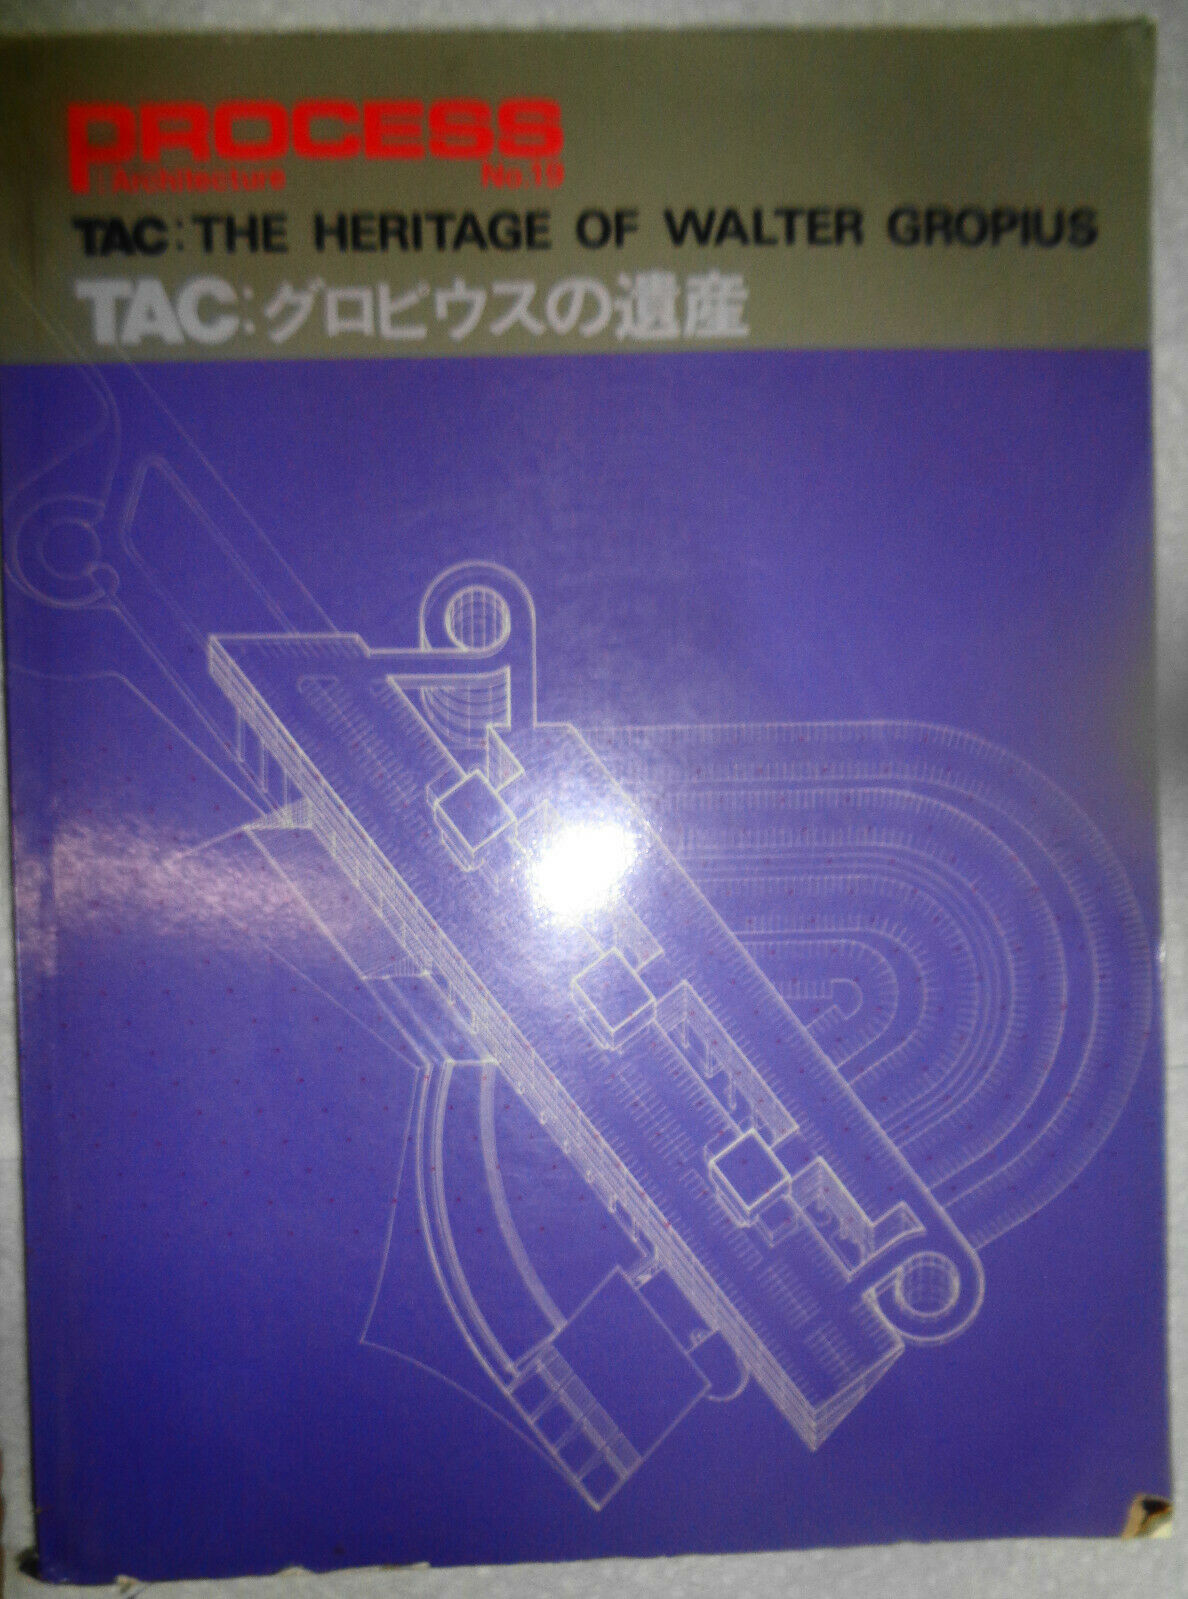 PROCESS
:Architecture No.19
TAC:THE HERITAGE OF WALTER GROPIUS
TAC:グロピウスの遺産